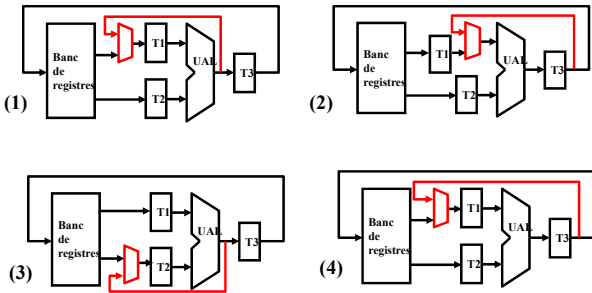 Banc
de
registres
T1
T2
UAL
T3
(1)
Banc
de
registres
T1
T2
UAL
T3
(2)
Banc
de
registres
T1
T2
UAL
T3
(3)
Banc
de
registres
T1
T2
UAL
T3
(4)